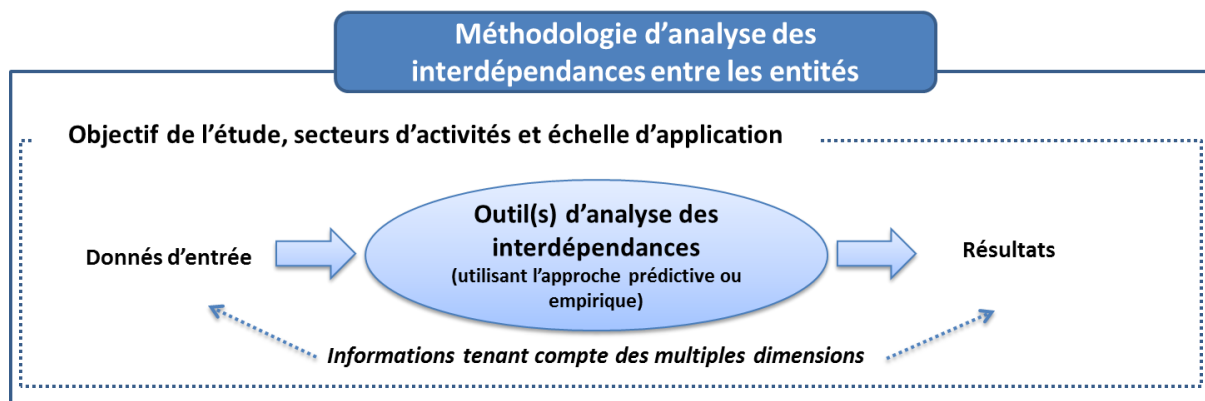 Méthodologie d’analyse des
interdépendances entre les entités
Objectif de l’étude, secteurs d’activités et échelle d’application
Outil(s) d’analyse des
interdépendances
(utilisant l’approche prédictive ou
empirique)
Donnés d’entrée
Résultats
Informations tenant compte des multiples dimensions